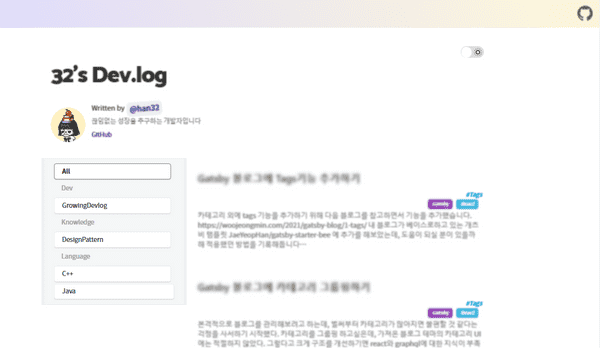 32's Dev.log
Written by @han32
끊임없는 성장을 추구하는 개발자입니다
GitHub
All
Dev
GrowingDevlog
Knowledge
DesignPattern
Language
C++
Java
Gatsby 블로그에 Tags기능 추가하기
#Tags
gatsby React
카테고리 외에 tags 기능을 추가하기 위해 다음 블로그를 참고하면서 기능을 추가했습니다.
https://woojeongmin.com/2021/gatsby-blog/1-tags/ 내 블로그가 베이스로하고 있는 개츠
비 템플릿 JaeYeopHan/gatsby-starter-bee 에 추가를 해보았는데, 도움이 되실 분이 있을까
해 적용했던 방법을 기록해둡니다…
Gatsby 블로그에 카테고리 그룹핑하기
#Tags
gatsby React
본격적으로 블로그를 관리해보려고 하는데, 벌써부터 카테고리가 많아지면 불편할 것 같다는
걱정을 사서하기 시작했다. 카테고리를 그룹핑 하고싶은데, 가져온 블로그 테마의 카테고리 UI
에는 적절하지 않았다. 그렇다고 크게 구조를 개선하기엔 react와 graphql에 대한 지식이 부족